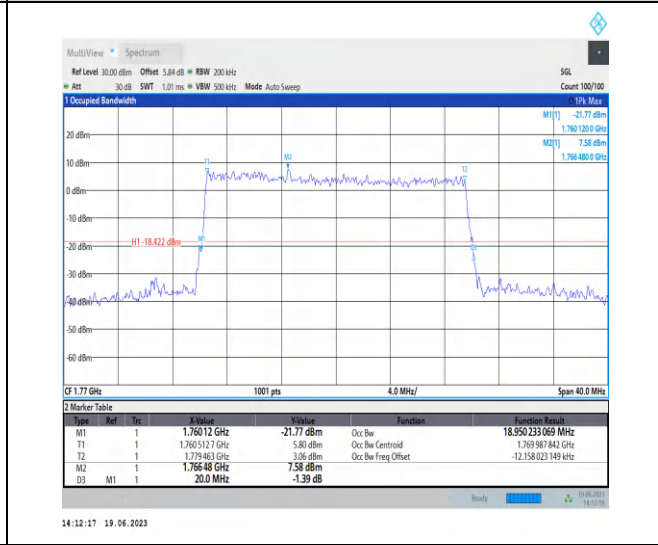 MultiView Spectrum
Ref Level 30.00 dBm Offset 5.84 dB RBW 200 kHz SGL
Att 30 dB SWT 1.01 ms VBW 500 kHz Mode Auto Sweep Count 100/100
1 Occupied Bandwidth 1Pk Max
M1[1] -21.77 dBm
1.760 120 0 GHz
20 dBm
M2[1] 7.58 dBm
1.766 480 0 GHz
10 dBm
T1
M2
T2
0 dBm
-10 dBm
H1 -18.422 dBm
M1
-20 dBm
-30 dBm
-40 dBm
-50 dBm
-60 dBm
CF 1.77 GHz 1001 pts 4.0 MHz/ Span 40.0 MHz
2 Marker Table
Type Ref Trc X-Value Y-Value Function Function Result
M1 1 1.76012 GHz -21.77 dBm Occ Bw 18.950 233 069 MHz
T1 1 1.760 512 7 GHz 5.80 dBm Occ Bw Centroid 1.769 987 842 GHz
T2 1 1.779 463 GHz 3.06 dBm Occ Bw Freq Offset -12.158 023 149 kHz
M2 1 1.76648 GHz 7.58 dBm
D3 M1 1 20.0 MHz -1.39 dB
Ready 19.06.2023
14:12:17 19.06.2023